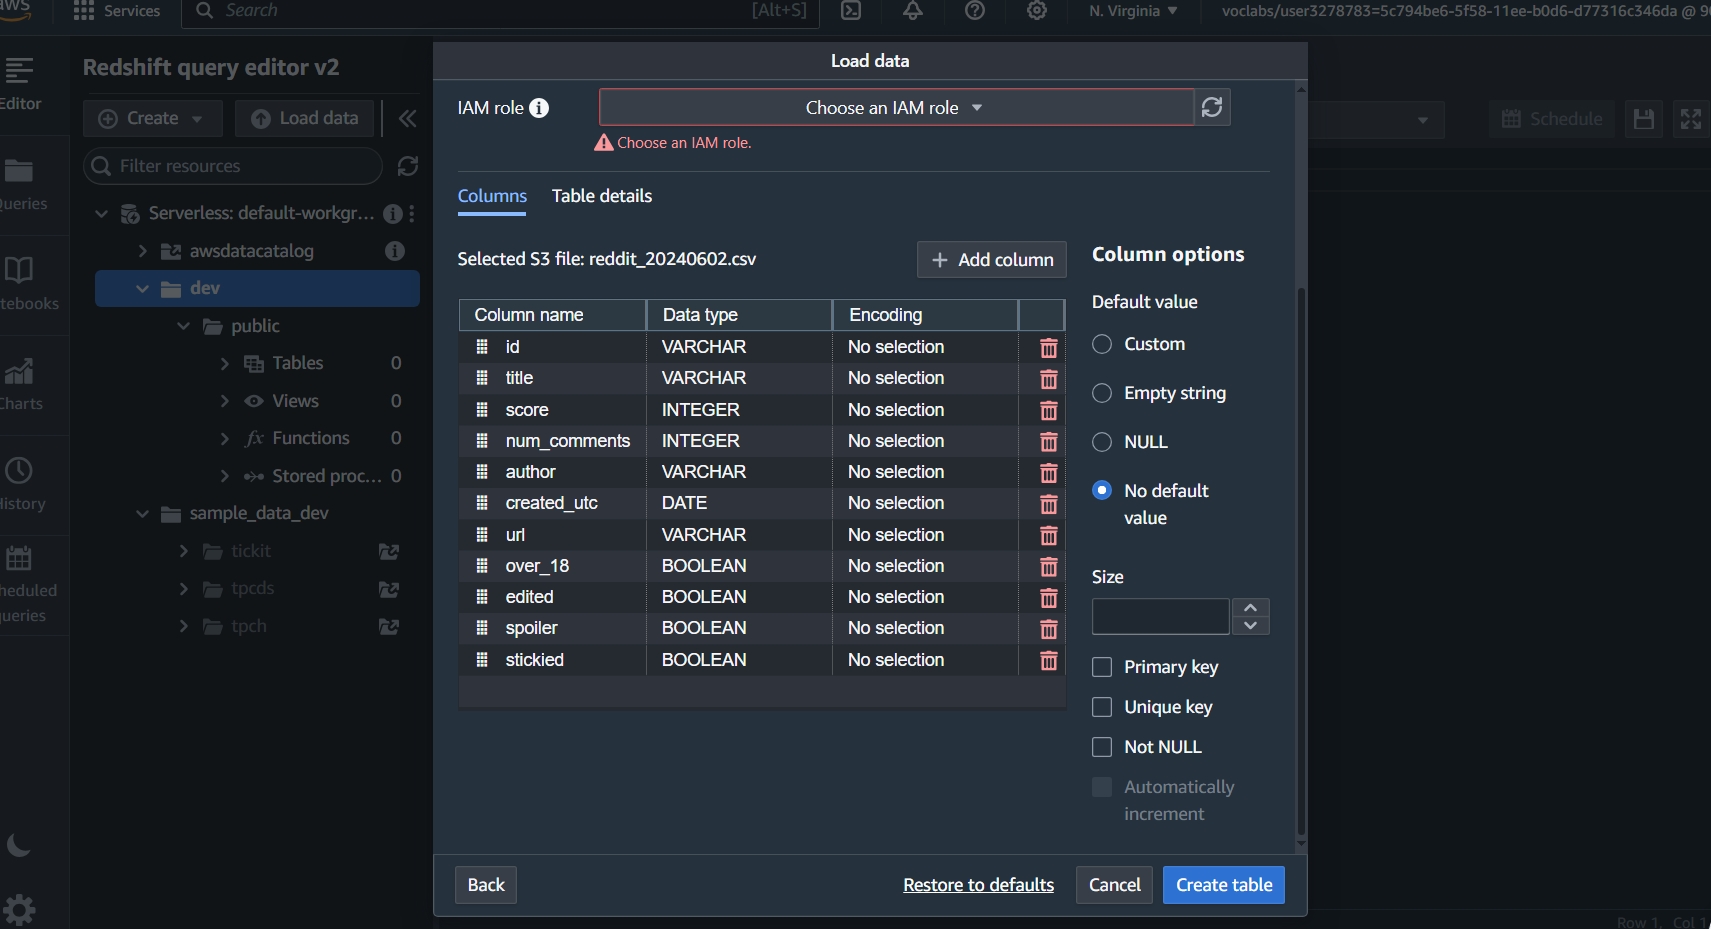 aws
Services
Search
[Alt+S]
N. Virginia
voclabs/user3278783=5c794be6-5f58-11ee-b0d6-d77316c346da @ 9
Editor
Queries
tebooks
Charts
History
heduled
ueries
Redshift query editor v2
Create
Load data
Filter resources
Serverless: default-workgr...
awsdatacatalog
dev
public
Tables 0
Views 0
fx Functions 0
Stored proc... 0
sample_data_dev
tickit
tpcds
tpch
Load data
IAM role
Choose an IAM role
Choose an IAM role.
Columns Table details
Selected S3 file: reddit_20240602.csv
+ Add column
Column name Data type Encoding
id VARCHAR No selection
title VARCHAR No selection
score INTEGER No selection
num_comments INTEGER No selection
author VARCHAR No selection
created_utc DATE No selection
url VARCHAR No selection
over_18 BOOLEAN No selection
edited BOOLEAN No selection
spoiler BOOLEAN No selection
stickied BOOLEAN No selection
Column options
Default value
Custom
Empty string
NULL
No default
value
Size
Primary key
Unique key
Not NULL
Automatically
increment
Back
Restore to defaults
Cancel
Create table
Schedule
Row 1, Col 1,